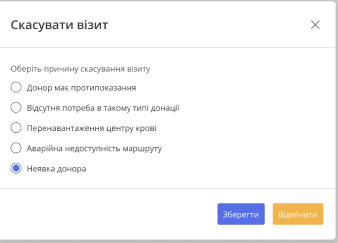 Скасувати візит
Оберіть причину скасування візиту
Донор має протипоказання
Відсутня потреба в такому типі донації
Перенавантаження центру крові
Аварійна недоступність маршруту
Неявка донора
Зберегти
Відмінити